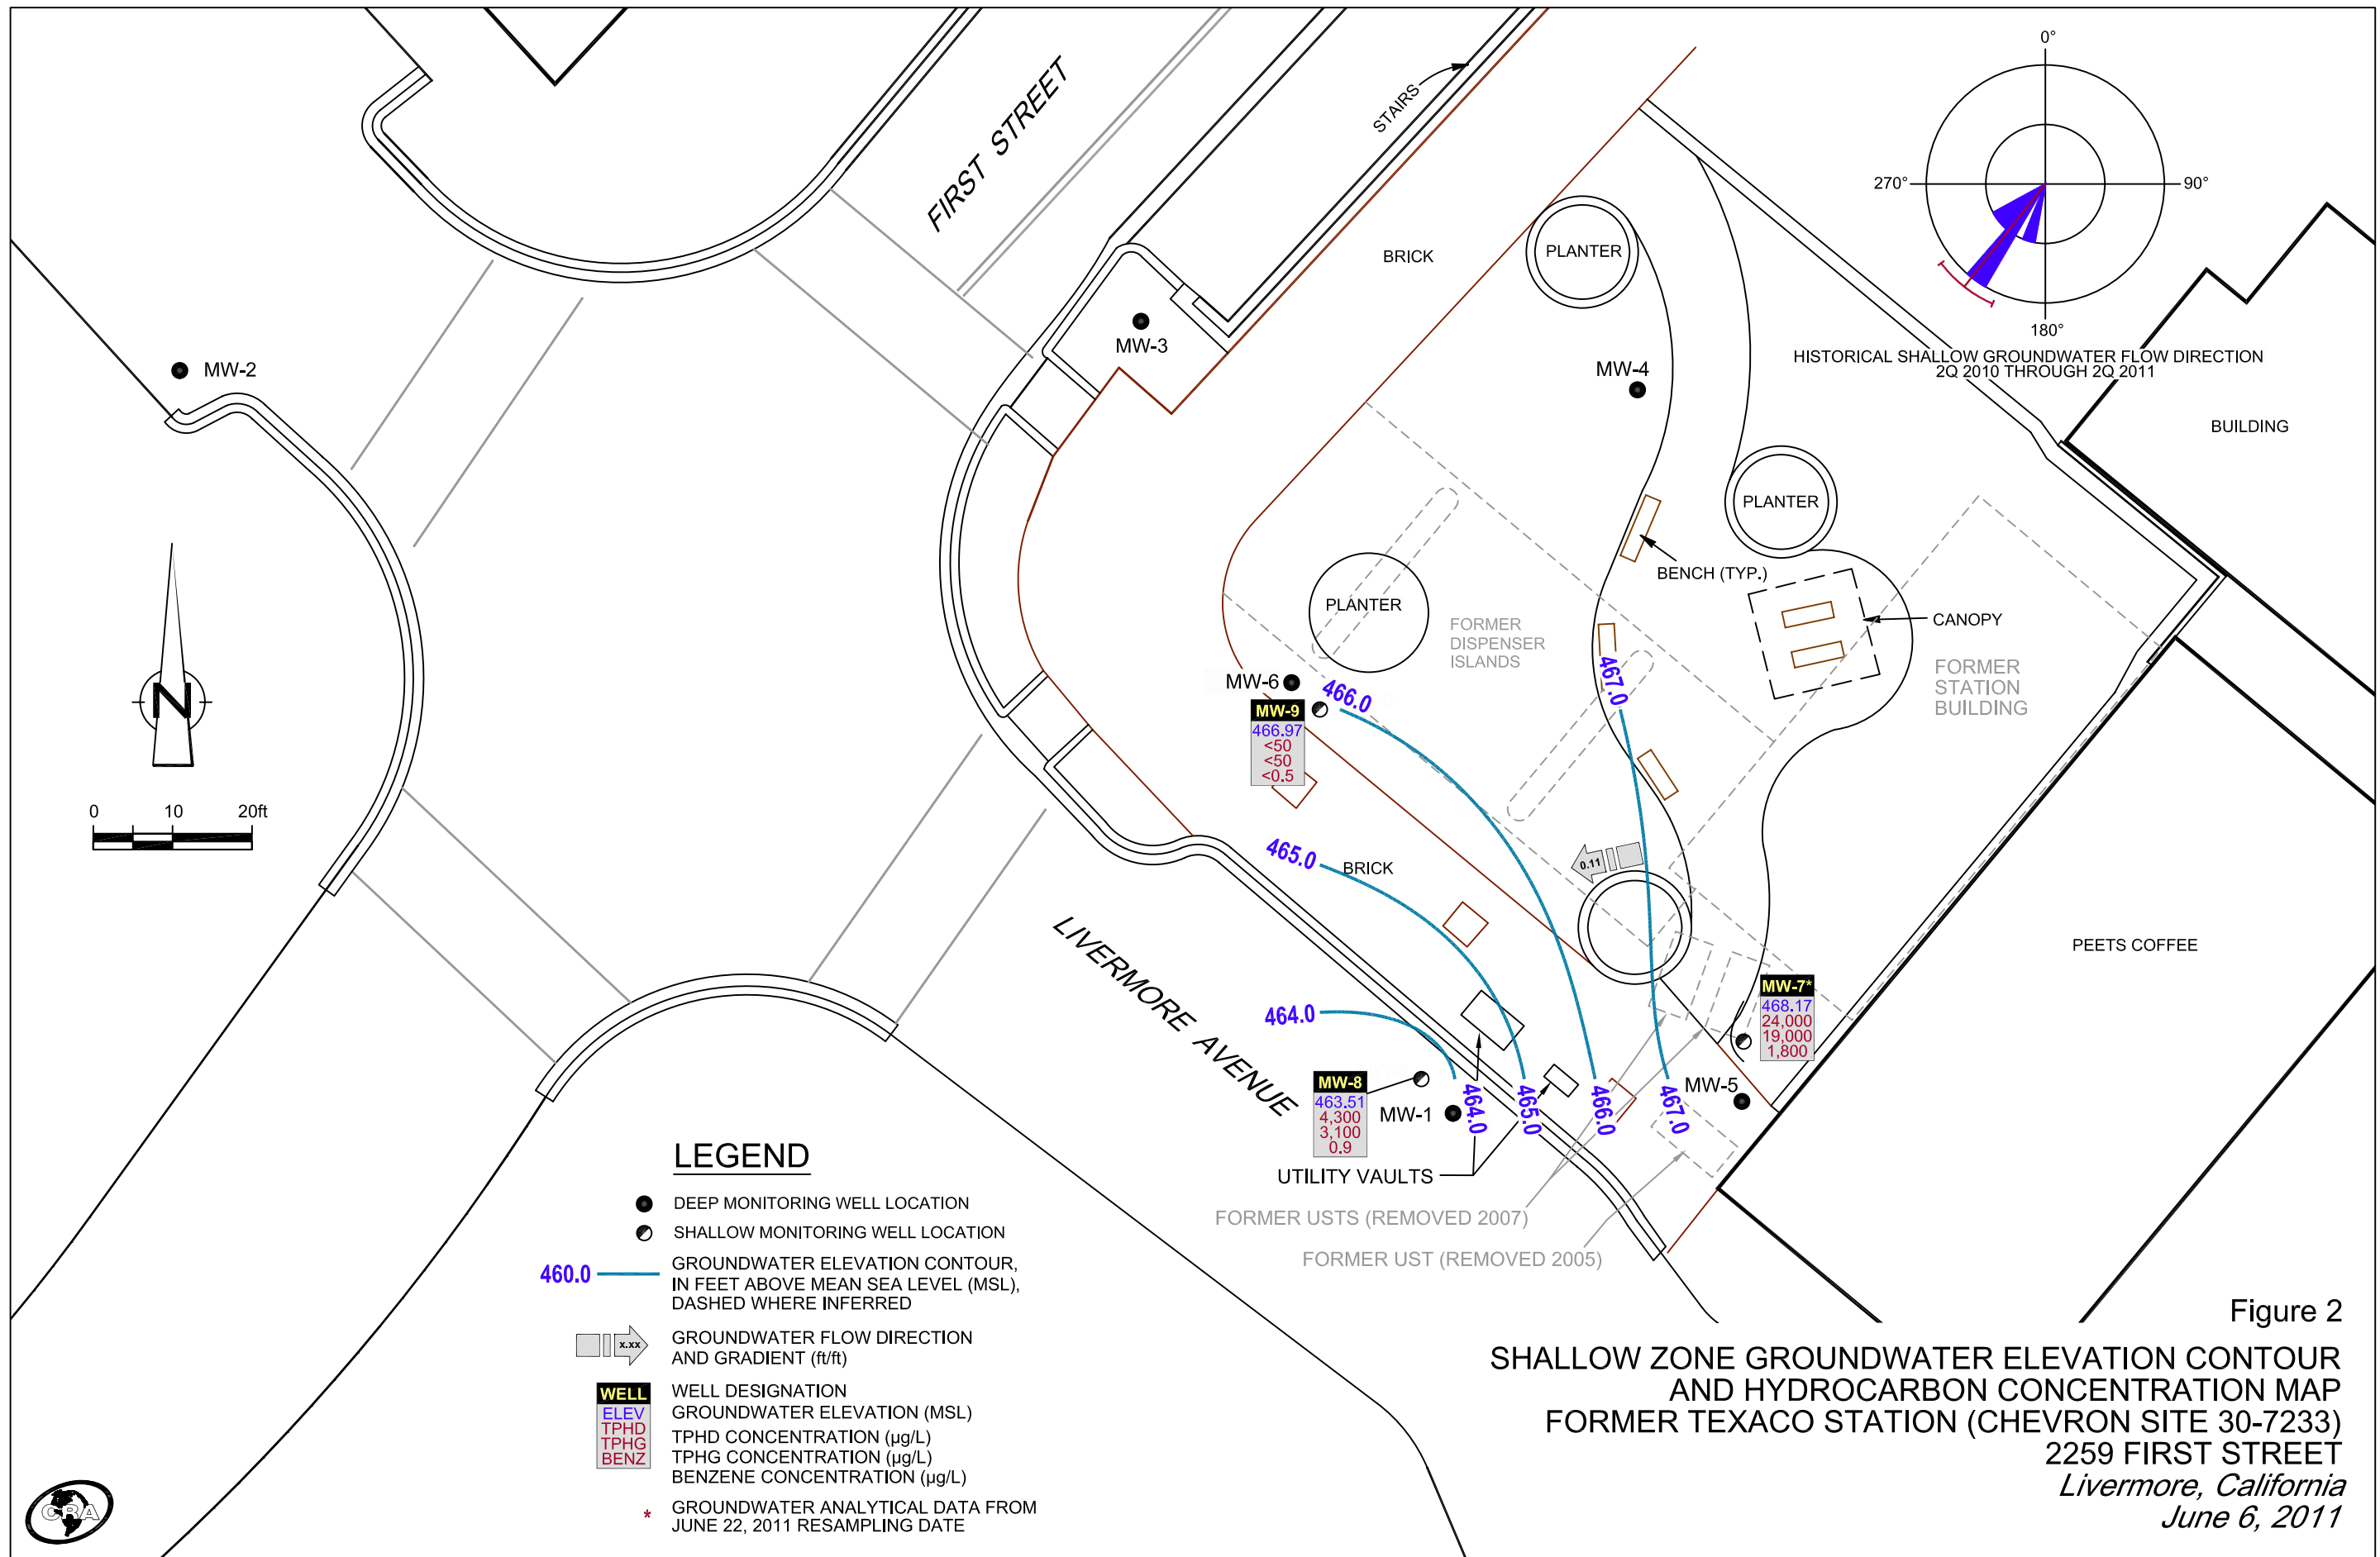 0°
270°
90°
180°
HISTORICAL SHALLOW GROUNDWATER FLOW DIRECTION
2Q 2010 THROUGH 2Q 2011
FIRST STREET
STAIRS
BRICK
PLANTER
MW-2
MW-3
MW-4
BUILDING
PLANTER
BENCH (TYP.)
PLANTER
CANOPY
FORMER
DISPENSER
ISLANDS
FORMER
STATION
BUILDING
N
0 10 20ft
MW-6
466.0
467.0
MW-9
466.97
<50
<50
<0.5
465.0
BRICK
0.11
PEETS COFFEE
LIVERMORE AVENUE
464.0
MW-7*
468.17
24,000
19,000
1,800
MW-8
463.51
4,300
3,100
0.9
MW-1
464.0
465.0
466.0
467.0
MW-5
UTILITY VAULTS
FORMER USTS (REMOVED 2007)
FORMER UST (REMOVED 2005)
LEGEND
DEEP MONITORING WELL LOCATION
SHALLOW MONITORING WELL LOCATION
460.0
GROUNDWATER ELEVATION CONTOUR,
IN FEET ABOVE MEAN SEA LEVEL (MSL),
DASHED WHERE INFERRED
x.xx
GROUNDWATER FLOW DIRECTION
AND GRADIENT (ft/ft)
WELL
ELEV
TPHD
TPHG
BENZ
WELL DESIGNATION
GROUNDWATER ELEVATION (MSL)
TPHD CONCENTRATION (µg/L)
TPHG CONCENTRATION (µg/L)
BENZENE CONCENTRATION (µg/L)
* GROUNDWATER ANALYTICAL DATA FROM
JUNE 22, 2011 RESAMPLING DATE
CRA
Figure 2
SHALLOW ZONE GROUNDWATER ELEVATION CONTOUR
AND HYDROCARBON CONCENTRATION MAP
FORMER TEXACO STATION (CHEVRON SITE 30-7233)
2259 FIRST STREET
Livermore, California
June 6, 2011